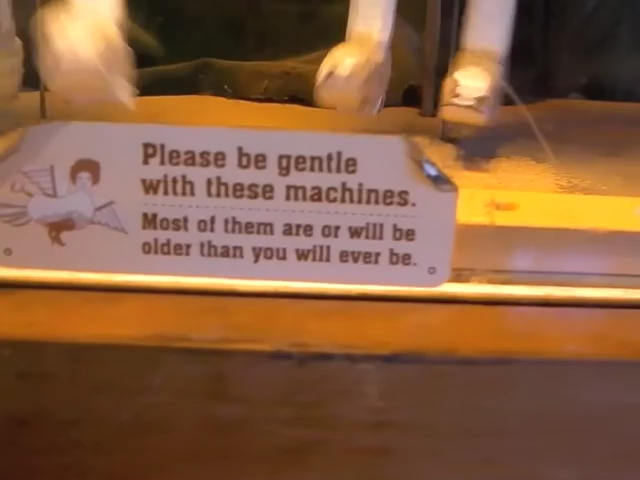 Please be gentle
with these machines.
Most of them are or will be
older than you will ever be.